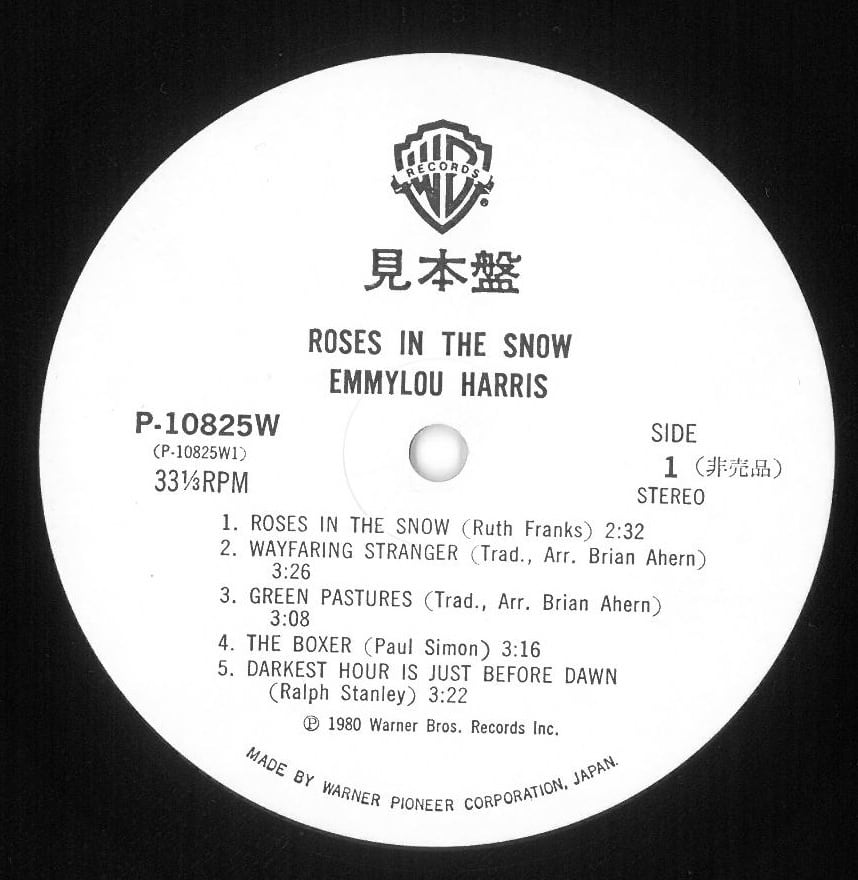 WB
RECORDS
®
見本盤
ROSES IN THE SNOW
EMMYLOU HARRIS
P-10825W
(P-10825W1)
33⅓RPM
SIDE
1 (非売品)
STEREO
1. ROSES IN THE SNOW (Ruth Franks) 2:32
2. WAYFARING STRANGER (Trad., Arr. Brian Ahern)
3:26
3. GREEN PASTURES (Trad., Arr. Brian Ahern)
3:08
4. THE BOXER (Paul Simon) 3:16
5. DARKEST HOUR IS JUST BEFORE DAWN
(Ralph Stanley) 3:22
℗ 1980 Warner Bros. Records Inc.
MADE BY WARNER PIONEER CORPORATION, JAPAN.